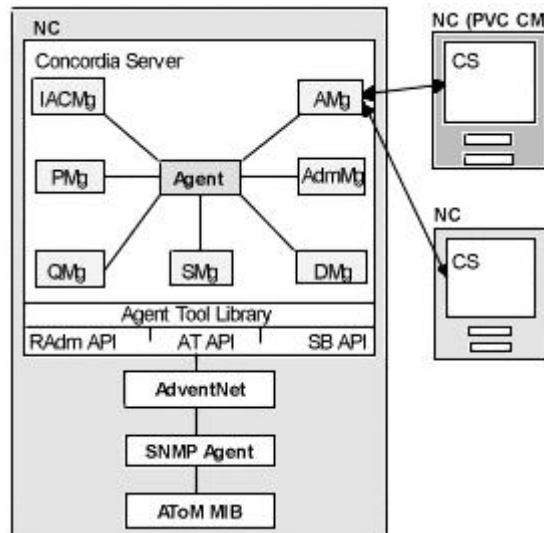 NC
NC (PVC CM
Concordia Server
CS
IACMg
AMg
PMg
Agent
AdmMg
NC
QMg
SMg
DMg
CS
Agent Tool Library
RAdm API
AT API
SB API
AdventNet
SNMP Agent
AToM MIB